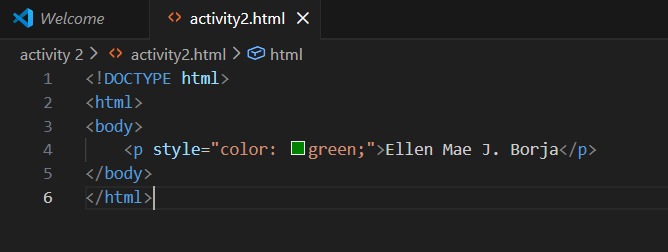 Welcome activity2.html
activity 2 > activity2.html > html
1 <!DOCTYPE html>
2 <html>
3 <body>
4 <p style="color: green;">Ellen Mae J. Borja</p>
5 </body>
6 </html>